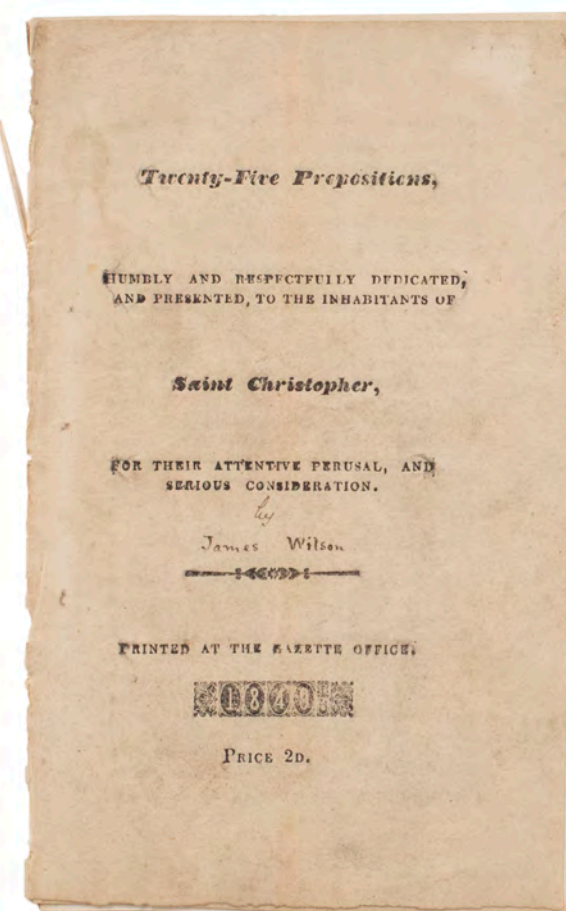 Twenty-Five Propositions,
HUMBLY AND RESPECTFULLY DEDICATED,
AND PRESENTED, TO THE INHABITANTS OF
Saint Christopher,
FOR THEIR ATTENTIVE PERUSAL, AND
SERIOUS CONSIDERATION.
by
James Wilson
PRINTED AT THE GAZETTE OFFICE.
1840
PRICE 2D.